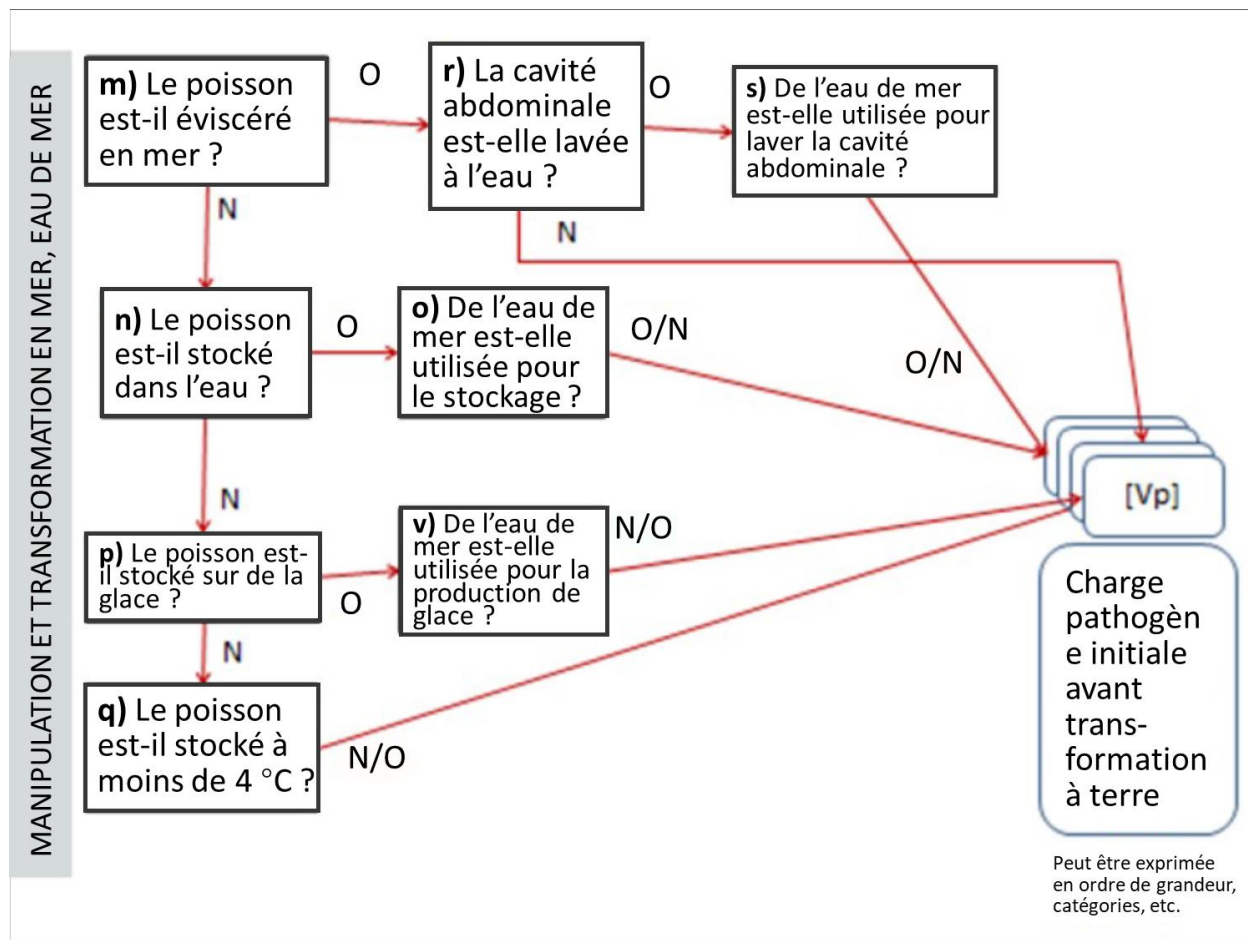 MANIPULATION ET TRANSFORMATION EN MER, EAU DE MER
m) Le poisson
est-il éviscéré
en mer ?
O
r) La cavité
abdominale
est-elle lavée
à l’eau ?
O
s) De l’eau de mer
est-elle utilisée pour
laver la cavité
abdominale ?
N
N
O/N
n) Le poisson
est-il stocké
dans l’eau ?
O
o) De l’eau de
mer est-elle
utilisée pour
le stockage ?
O/N
N
p) Le poisson est-
il stocké sur de la
glace ?
O
v) De l’eau de
mer est-elle
utilisée pour la
production de
glace ?
N/O
N
q) Le poisson
est-il stocké à
moins de 4 °C ?
N/O
[Vp]
Charge
pathogèn
e initiale
avant
trans-
formation
à terre
Peut être exprimée
en ordre de grandeur,
catégories, etc.